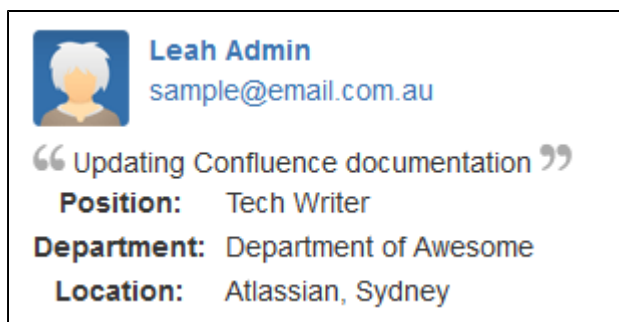 Leah Admin
sample@email.com.au
“ Updating Confluence documentation ”
Position: Tech Writer
Department: Department of Awesome
Location: Atlassian, Sydney